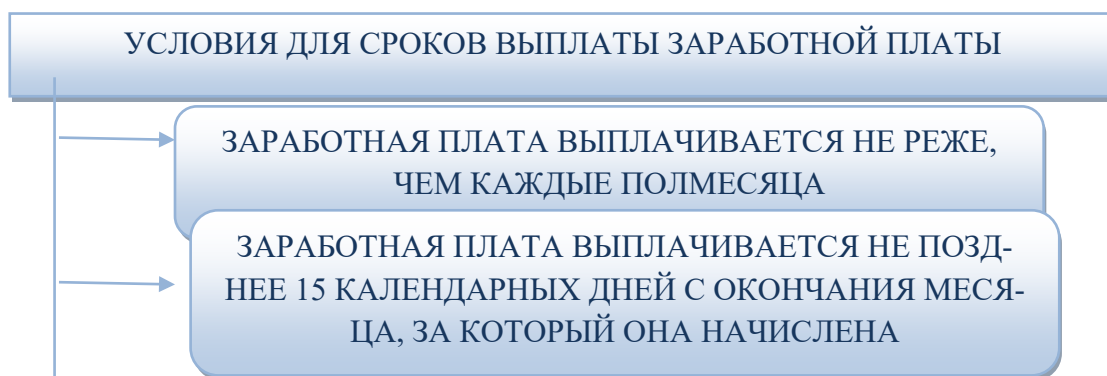 УСЛОВИЯ ДЛЯ СРОКОВ ВЫПЛАТЫ ЗАРАБОТНОЙ ПЛАТЫ
ЗАРАБОТНАЯ ПЛАТА ВЫПЛАЧИВАЕТСЯ НЕ РЕЖЕ,
ЧЕМ КАЖДЫЕ ПОЛМЕСЯЦА
ЗАРАБОТНАЯ ПЛАТА ВЫПЛАЧИВАЕТСЯ НЕ ПОЗД-
НЕЕ 15 КАЛЕНДАРНЫХ ДНЕЙ С ОКОНЧАНИЯ МЕСЯ-
ЦА, ЗА КОТОРЫЙ ОНА НАЧИСЛЕНА